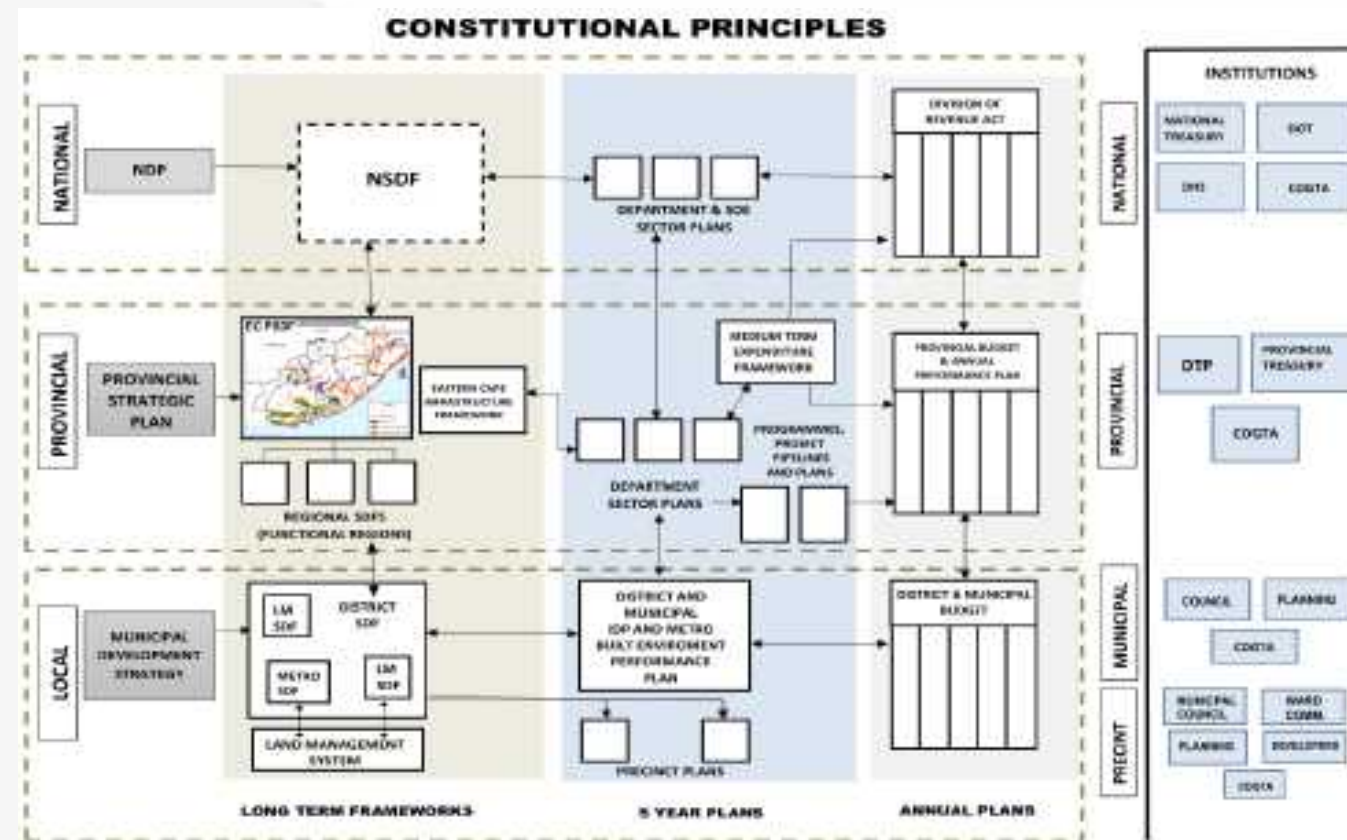 CONSTITUTIONAL PRINCIPLES
NATIONAL
NDP
NSDF
DEPARTMENT & SOE
SECTOR PLANS
DIVISION OF
REVENUE ACT
NATIONAL
PROVINCIAL
PROVINCIAL
STRATEGIC
PLAN
EC PSDF
EASTERN CAPE
INFRASTRUCTURE
FRAMEWORK
REGIONAL SDFS
(FUNCTIONAL REGIONS)
MEDIUM TERM
EXPENDITURE
FRAMEWORK
DEPARTMENT
SECTOR PLANS
PROGRAMMES,
PROJECT
PIPELINES
AND PLANS
PROVINCIAL BUDGET
& ANNUAL
PERFORMANCE PLAN
PROVINCIAL
LOCAL
MUNICIPAL
DEVELOPMENT
STRATEGY
LM
SDF
DISTRICT
SDF
METRO
SDF
LM
SDF
LAND MANAGEMENT
SYSTEM
DISTRICT AND
MUNICIPAL
IDP AND METRO
BUILT ENVIROMENT
PERFORMANCE
PLAN
PRECINCT PLANS
DISTRICT & MUNICIPAL
BUDGET
MUNICIPAL
PRECINT
LONG TERM FRAMEWORKS
5 YEAR PLANS
ANNUAL PLANS
INSTITUTIONS
NATIONAL
TREASURY
COGTA
OTP
PROVINCIAL
TREASURY
COGTA
COUNCIL
PLANNING
COGTA
MUNICIPAL
COUNCIL
WARD
COMM.
PLANNING
DEVELOPERS
COGTA